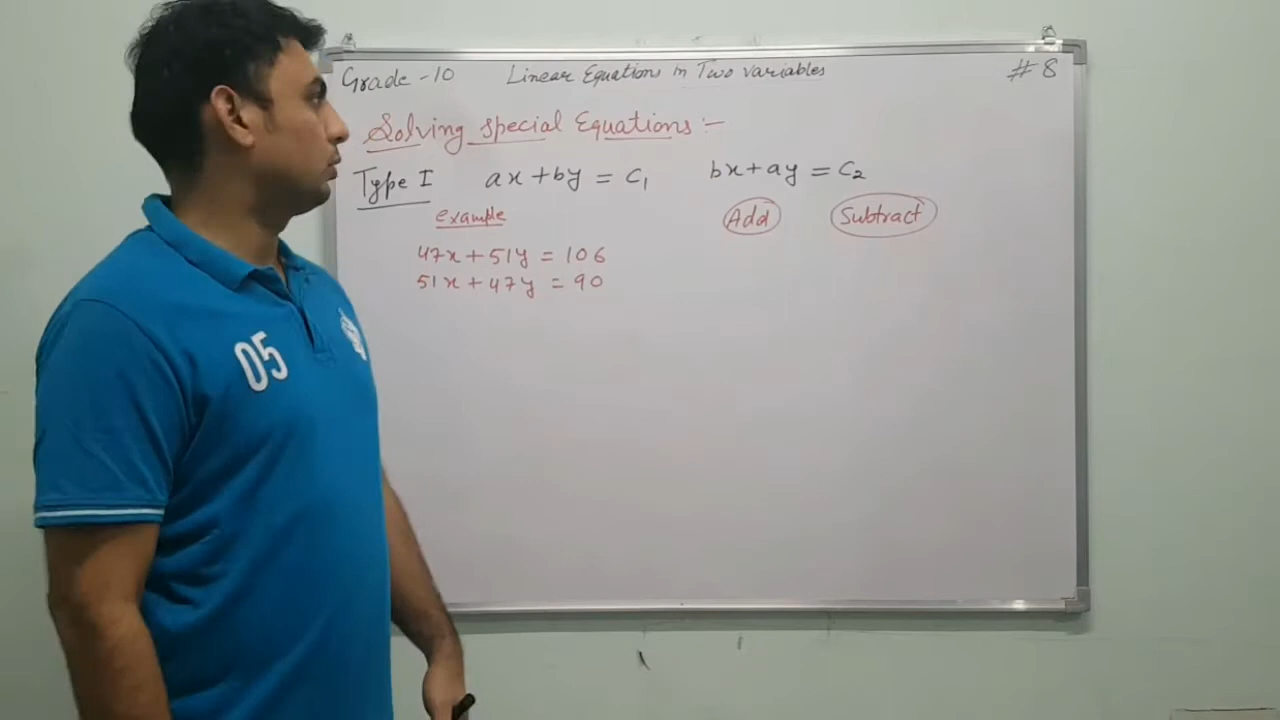 Grade - 10 Linear Equations in Two variables # 8
Solving special Equations :-
Type I ax + by = C₁ bx + ay = C₂
example Add Subtract
47x + 51y = 106
51x + 47y = 90
05